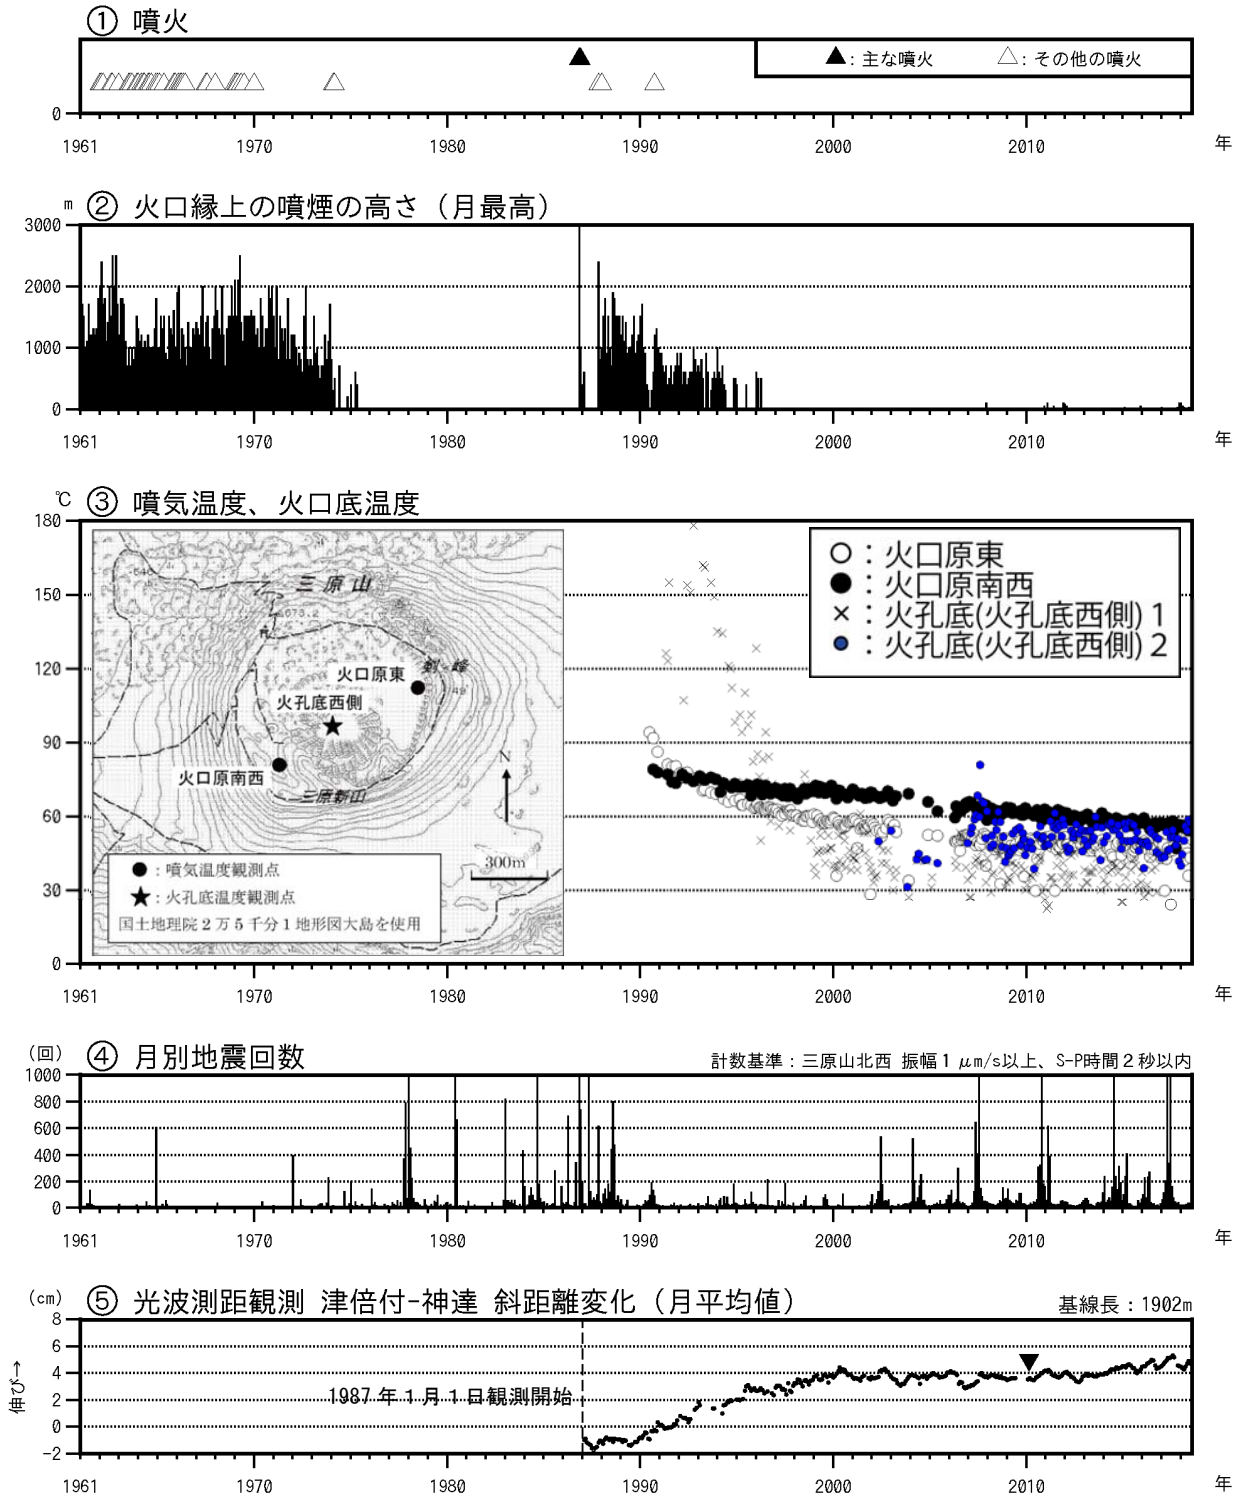 ① 噴火
▲: 主な噴火 △: その他の噴火
0
1961 1970 1980 1990 2000 2010 年
m ② 火口縁上の噴煙の高さ（月最高）
3000
2000
1000
0
1961 1970 1980 1990 2000 2010 年
℃ ③ 噴気温度、火口底温度
180
150
120
90
60
30
0
○ : 火口原東
● : 火口原南西
× : 火孔底(火孔底西側) 1
● : 火孔底(火孔底西側) 2
三原山
673.2
火口原東
火孔底西側
火口原南西
三原新山
N
300m
● : 噴気温度観測点
★ : 火孔底温度観測点
国土地理院２万５千分１地形図大島を使用
1961 1970 1980 1990 2000 2010 年
(回) ④ 月別地震回数
計数基準：三原山北西 振幅１μm/s以上、S-P時間２秒以内
1000
800
600
400
200
0
1961 1970 1980 1990 2000 2010 年
(cm) ⑤ 光波測距観測 津倍付-神達 斜距離変化（月平均値）
基線長：1902m
8
6
4
2
0
-2
伸び→
1987年１月１日観測開始
1961 1970 1980 1990 2000 2010 年